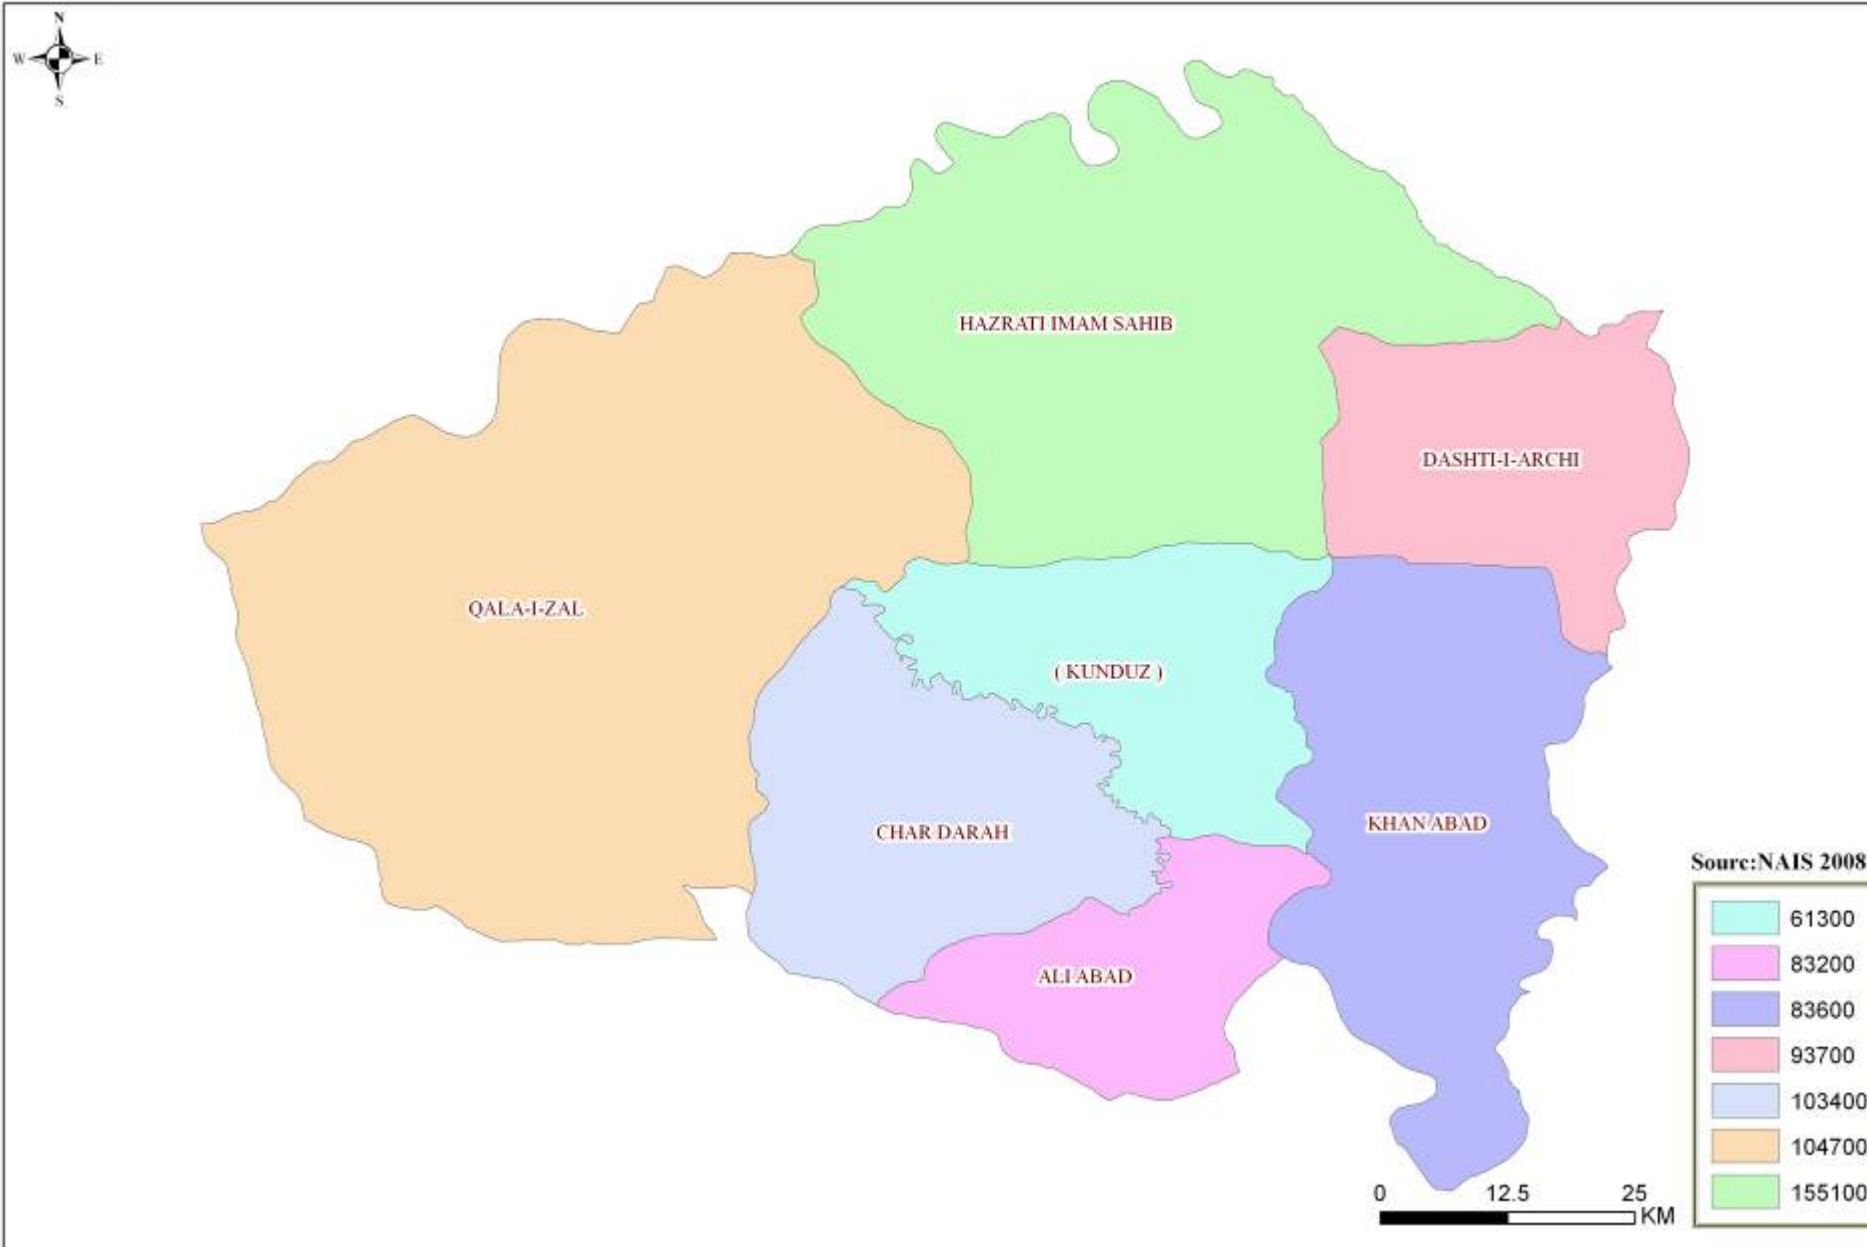 N
W E
S
HAZRATI IMAM SAHIB
DASHTI-I-ARCHI
QALA-I-ZAL
( KUNDUZ )
CHAR DARAH
KHAN ABAD
ALI ABAD
Sourc:NAIS 2008
61300
83200
83600
93700
103400
104700
155100
0 12.5 25
KM